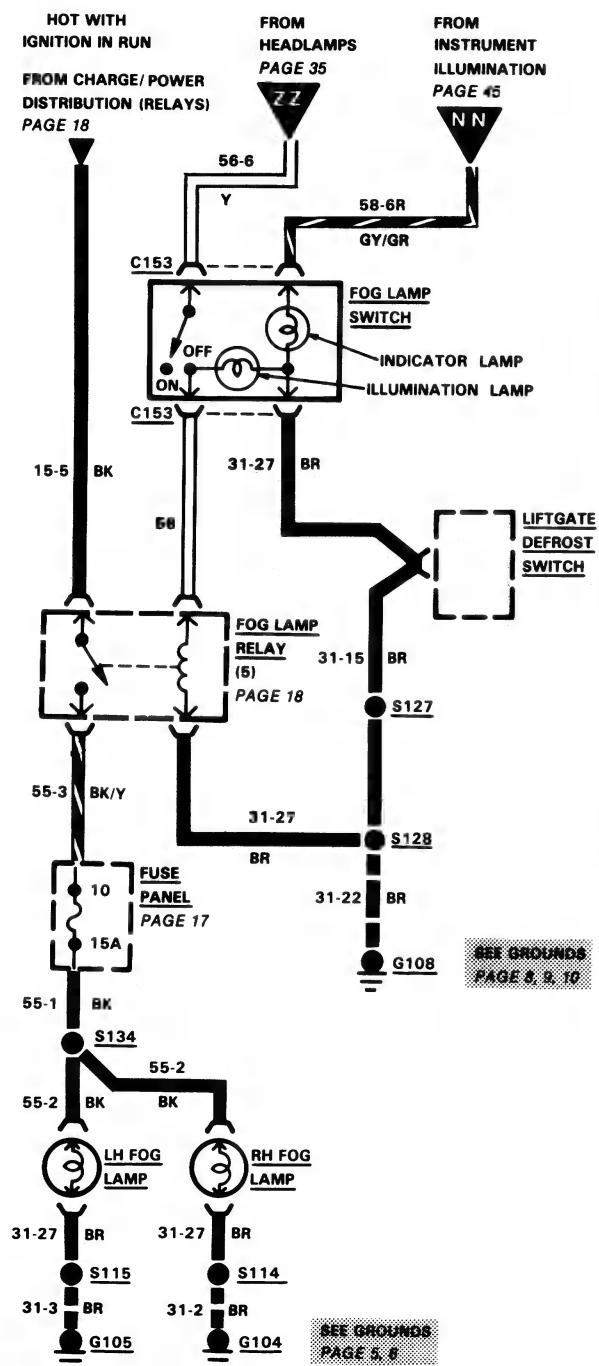 HOT WITH
IGNITION IN RUN
FROM CHARGE/POWER
DISTRIBUTION (RELAYS)
PAGE 18
FROM
HEADLAMPS
PAGE 35
ZZ
FROM
INSTRUMENT
ILLUMINATION
PAGE 45
NN
56-6
Y
58-6R
GY/GR
C153
FOG LAMP
SWITCH
OFF
ON
INDICATOR LAMP
ILLUMINATION LAMP
C153
15-5 BK
31-27 BR
LIFTGATE
DEFROST
SWITCH
FOG LAMP
RELAY
(5)
PAGE 18
31-15 BR
S127
55-3 BK/Y
31-27
BR
S128
10
15A
FUSE
PANEL
PAGE 17
31-22 BR
G108
SEE GROUNDS
PAGE 8, 9, 10
55-1 BK
S134
55-2
BK
55-2 BK
LH FOG
LAMP
RH FOG
LAMP
31-27 BR
31-27 BR
S115
S114
31-3 BR
31-2 BR
G105
G104
SEE GROUNDS
PAGE 5, 6